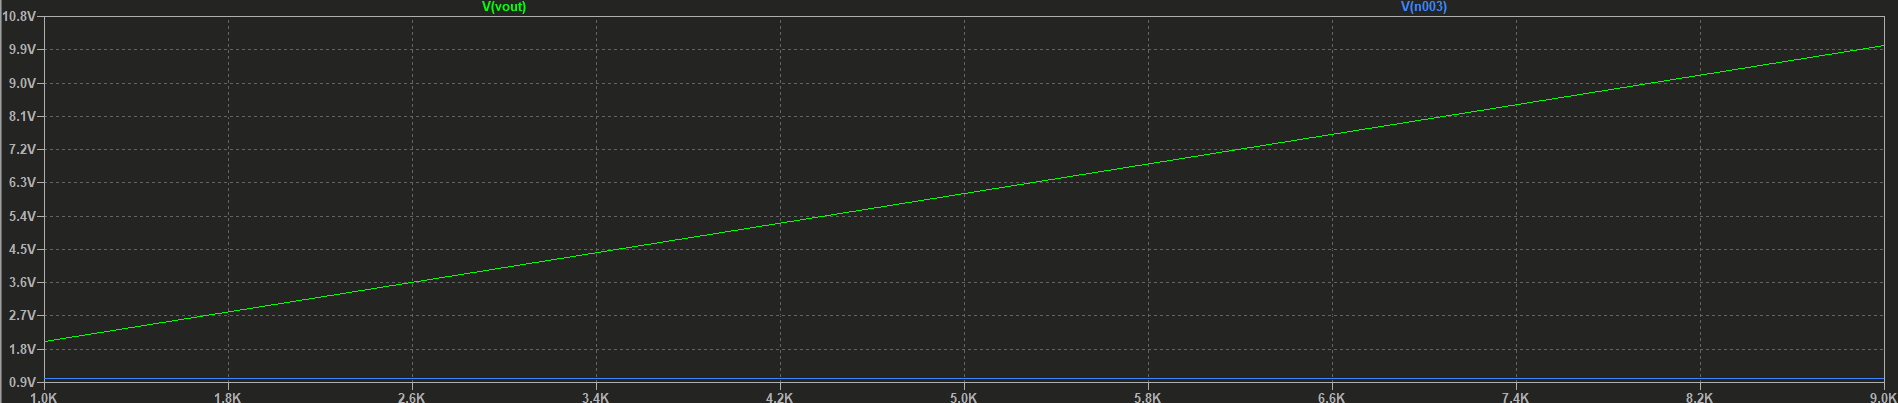 V(vout) V(n003)
10.8V
9.9V
9.0V
8.1V
7.2V
6.3V
5.4V
4.5V
3.6V
2.7V
1.8V
0.9V
1.0K 1.8K 2.6K 3.4K 4.2K 5.0K 5.8K 6.6K 7.4K 8.2K 9.0K